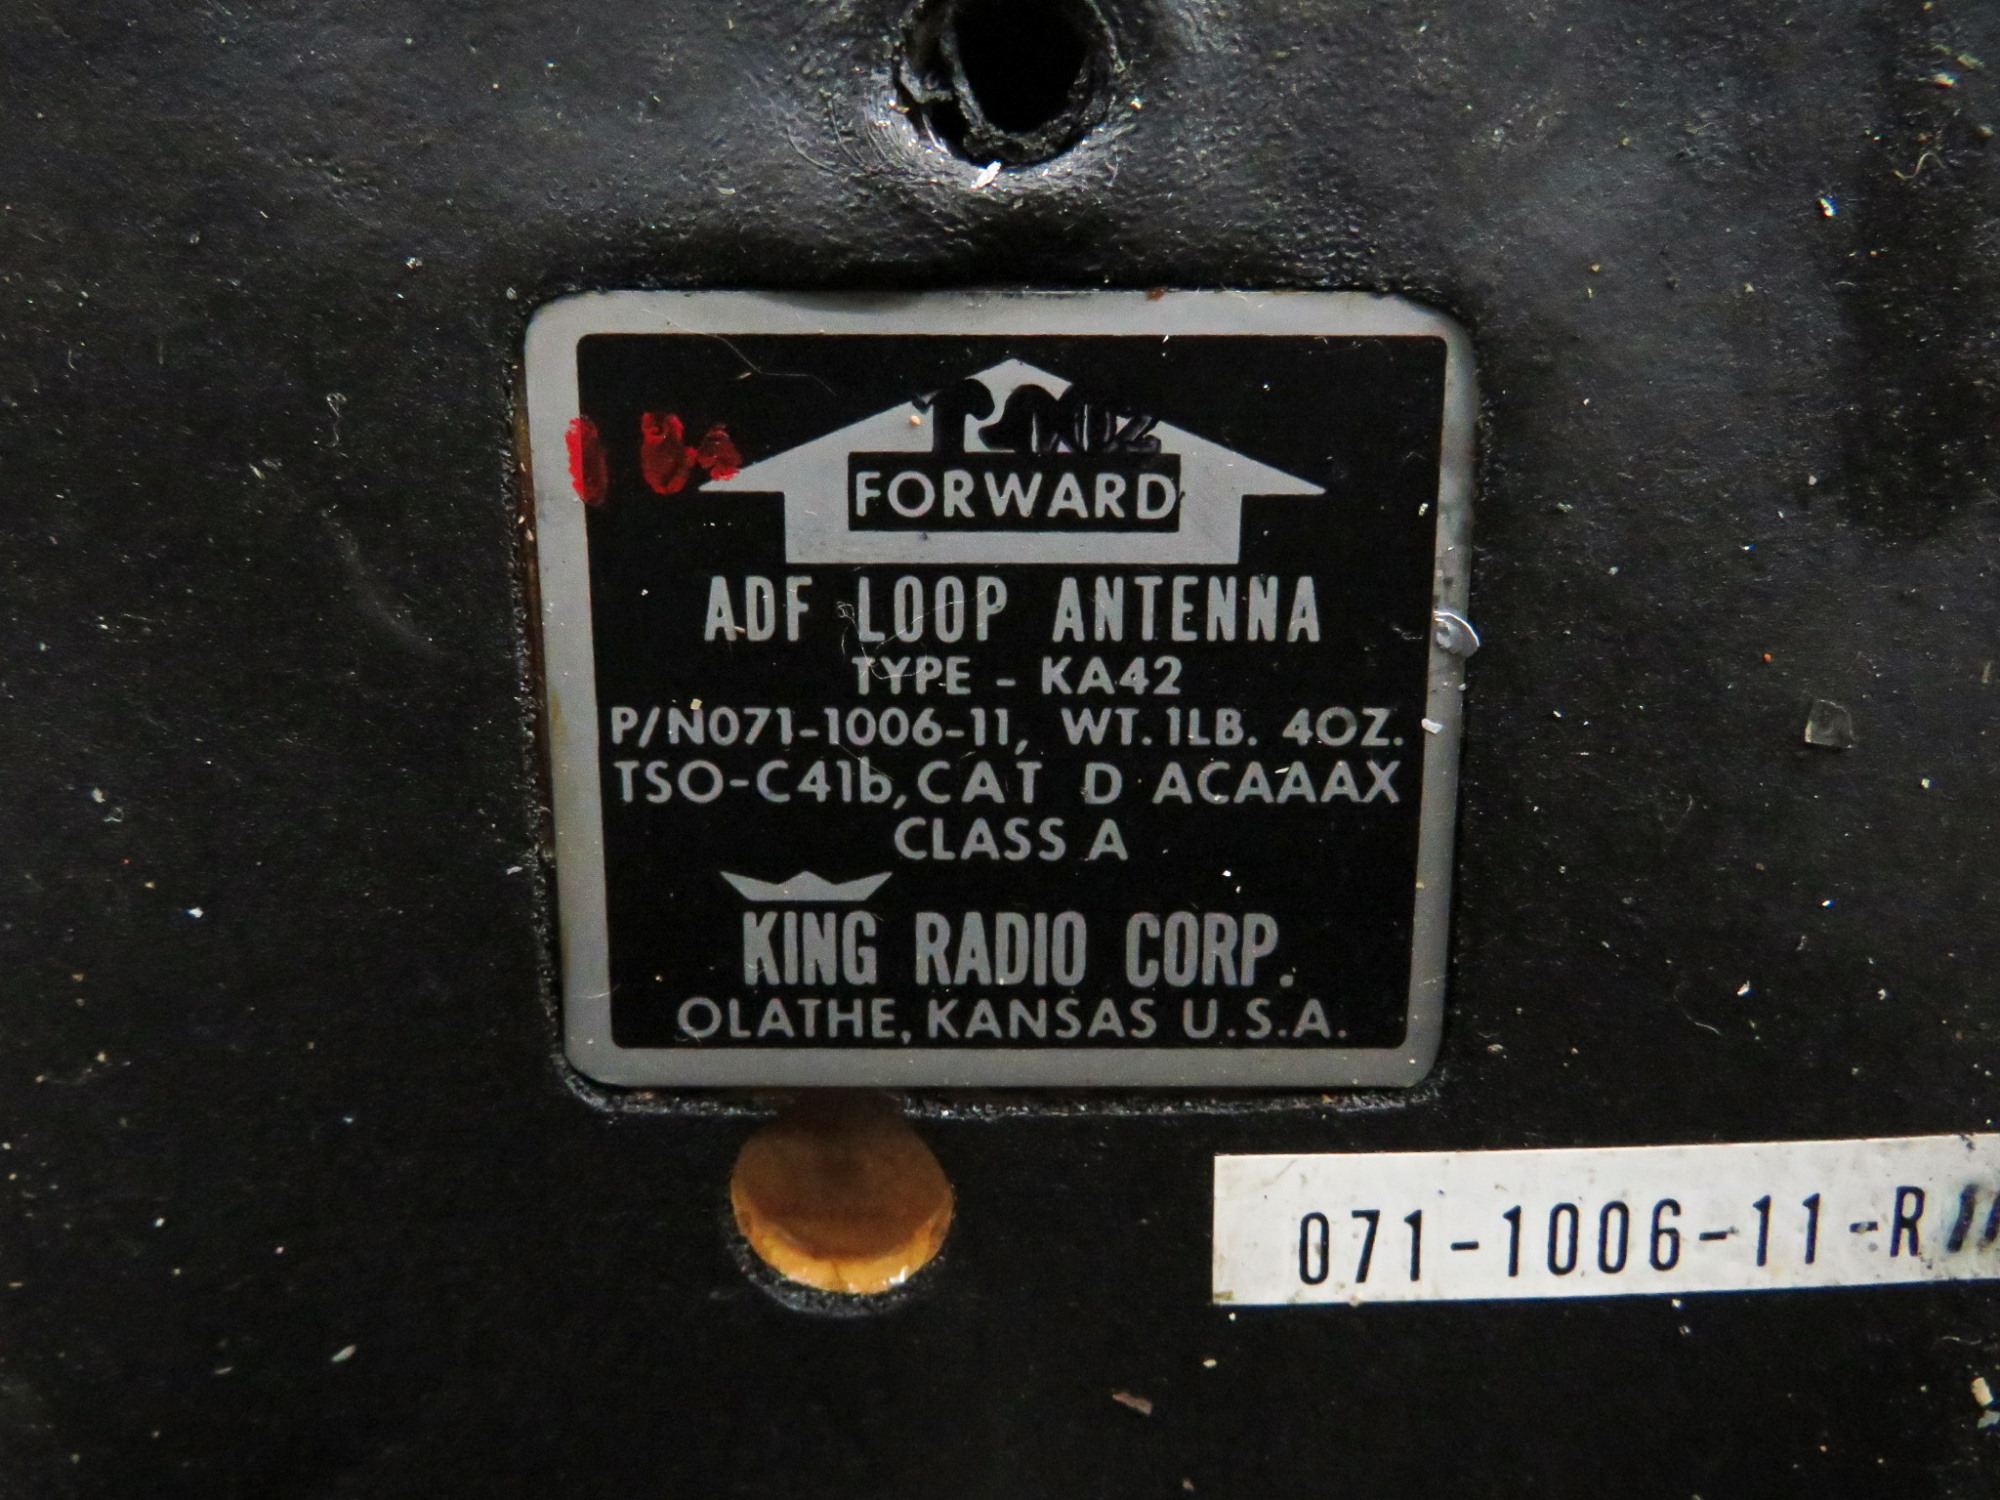 FORWARD
ADF LOOP ANTENNA
TYPE - KA42
P/N071-1006-11, WT. 1LB. 4OZ.
TSO-C41b, CAT D ACAAAX
CLASS A
KING RADIO CORP.
OLATHE, KANSAS U.S.A.
071-1006-11-R